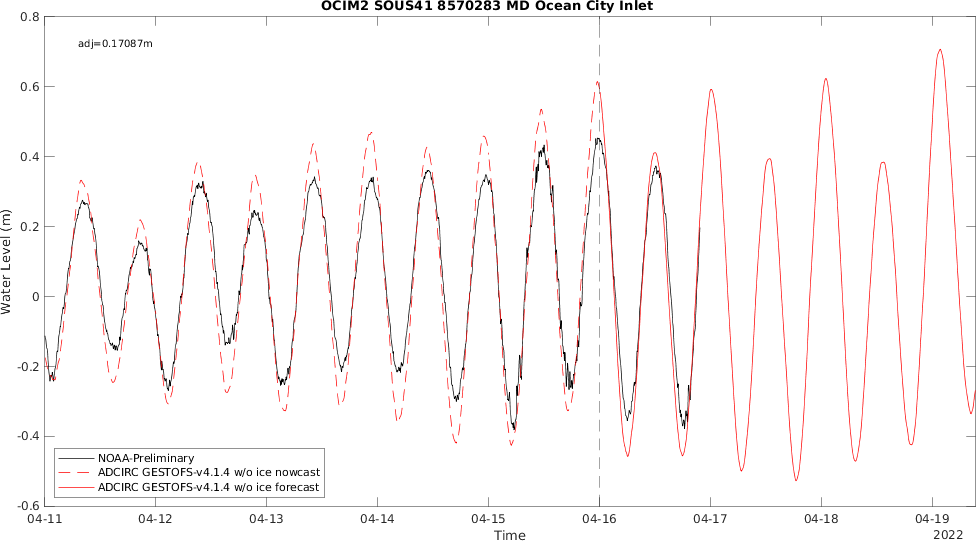 OCIM2 SOUS41 8570283 MD Ocean City Inlet
adj=0.17087m
0.8
0.6
0.4
0.2
0
-0.2
-0.4
-0.6
Water Level (m)
NOAA-Preliminary
ADCIRC GESTOFS-v4.1.4 w/o ice nowcast
ADCIRC GESTOFS-v4.1.4 w/o ice forecast
04-11 04-12 04-13 04-14 04-15 04-16 04-17 04-18 04-19
Time
2022